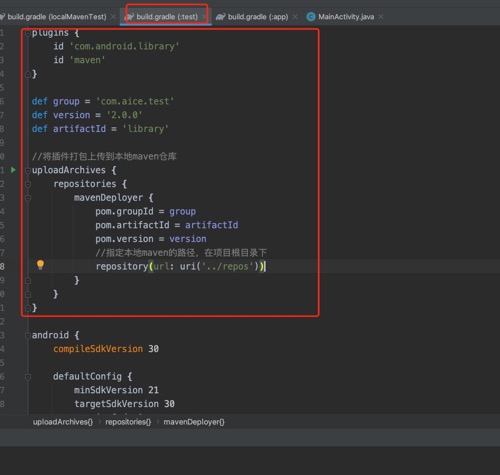 build.gradle (localMavenTest)
build.gradle (:test)
build.gradle (:app)
MainActivity.java
plugins {
id 'com.android.library'
id 'maven'
}
def group = 'com.aice.test'
def version = '2.0.0'
def artifactId = 'library'
//将插件打包上传到本地maven仓库
uploadArchives {
repositories {
mavenDeployer {
pom.groupId = group
pom.artifactId = artifactId
pom.version = version
//指定本地maven的路径，在项目根目录下
repository(url: uri('../repos'))
}
}
}
android {
compileSdkVersion 30
defaultConfig {
minSdkVersion 21
targetSdkVersion 30
uploadArchives{} › repositories{} › mavenDeployer{}